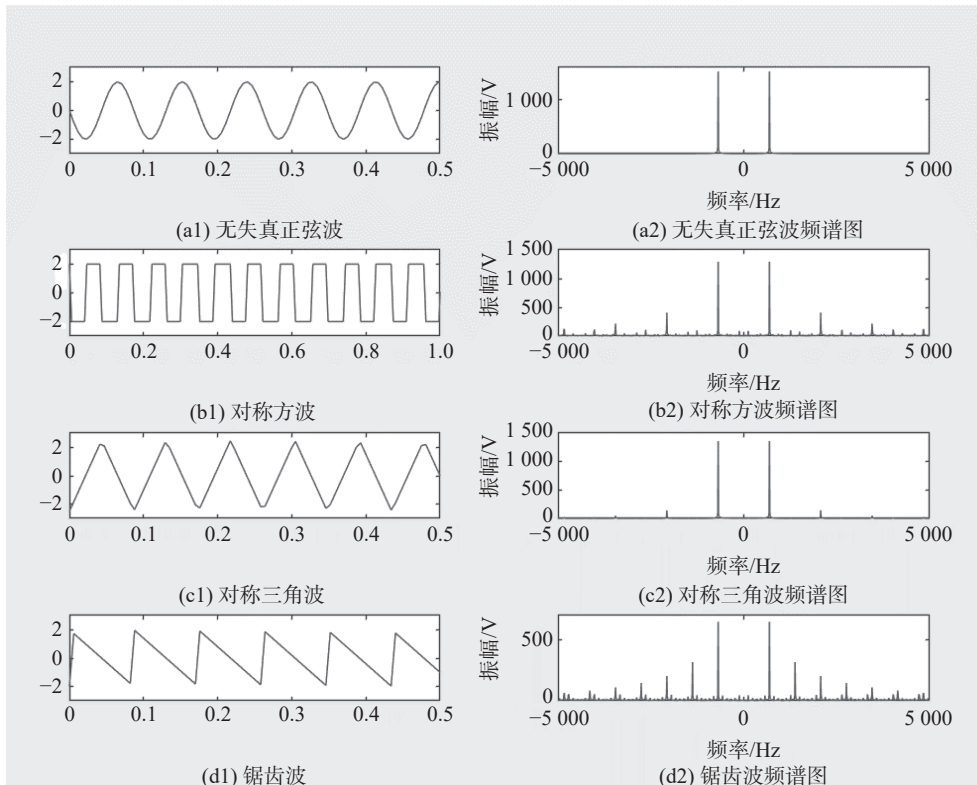 2
0
−2
0 0.1 0.2 0.3 0.4 0.5
(a1) 无失真正弦波
振幅/V
1 000
0
−5 000 0 5 000
频率/Hz
(a2) 无失真正弦波频谱图
2
0
−2
0 0.2 0.4 0.6 0.8 1.0
(b1) 对称方波
振幅/V
1 500
1 000
500
0
−5 000 0 5 000
频率/Hz
(b2) 对称方波频谱图
2
0
−2
0 0.1 0.2 0.3 0.4 0.5
(c1) 对称三角波
振幅/V
1 500
1 000
500
0
−5 000 0 5 000
频率/Hz
(c2) 对称三角波频谱图
2
0
−2
0 0.1 0.2 0.3 0.4 0.5
(d1) 锯齿波
振幅/V
500
0
−5 000 0 5 000
频率/Hz
(d2) 锯齿波频谱图